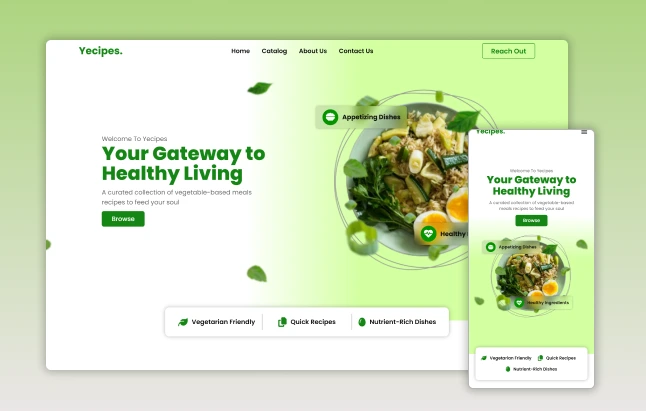 Yecipes.
Home Catalog About Us Contact Us
Reach Out
Appetizing Dishes
Welcome To Yecipes
Your Gateway to
Healthy Living
A curated collection of vegetable-based meals
recipes to feed your soul
Browse
Healthy
Vegetarian Friendly Quick Recipes Nutrient-Rich Dishes
Yecipes.
Welcome To Yecipes
Your Gateway to
Healthy Living
A curated collection of vegetable-based
meals recipes to feed your soul
Browse
Appetizing Dishes
Healthy Ingredients
Vegetarian Friendly Quick Recipes
Nutrient-Rich Dishes